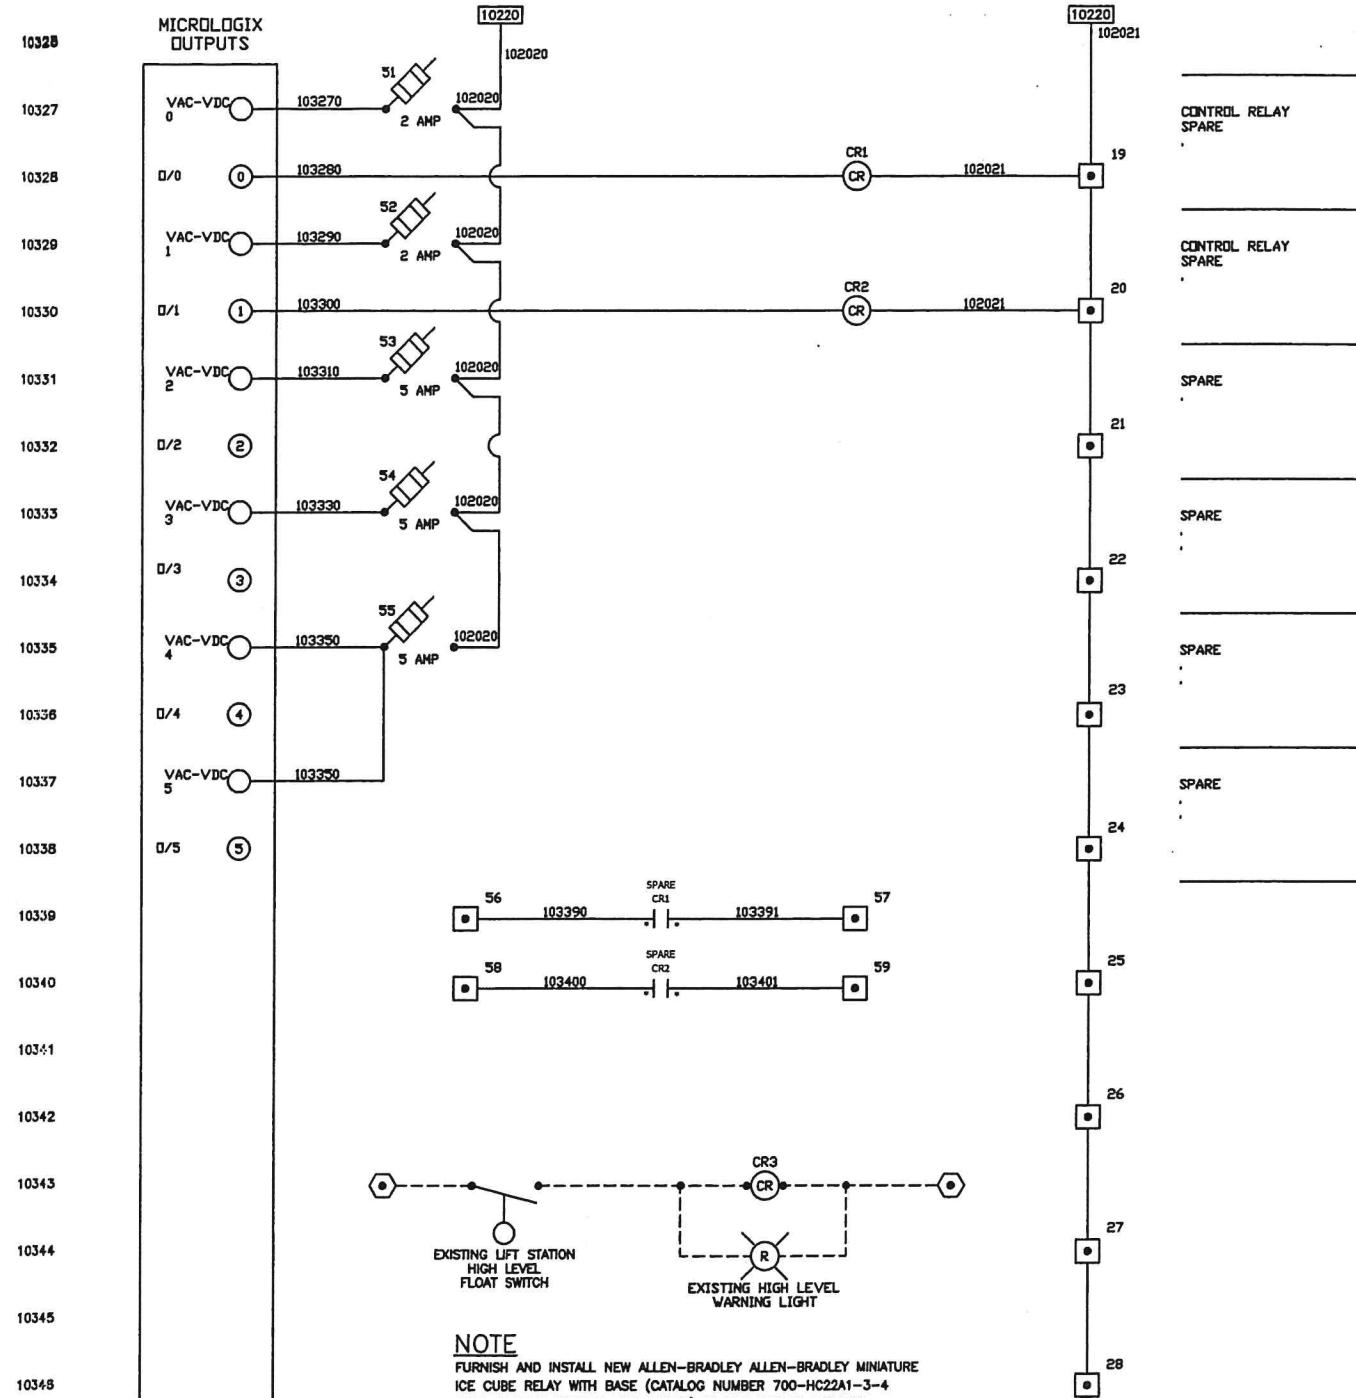 MICROLOGIX
OUTPUTS
10220
10220
102021
102020
10327
VAC-VDC
0
103270
51
2 AMP
102020
CONTROL RELAY
SPARE
10328
O/0
0
103280
CR1
CR
102021
19
10329
VAC-VDC
1
103290
52
2 AMP
102020
CONTROL RELAY
SPARE
10330
O/1
1
103300
CR2
CR
102021
20
10331
VAC-VDC
2
103310
53
5 AMP
102020
SPARE
10332
O/2
2
21
10333
VAC-VDC
3
103330
54
5 AMP
102020
SPARE
10334
O/3
3
22
10335
VAC-VDC
4
103350
55
5 AMP
102020
SPARE
10336
O/4
4
23
10337
VAC-VDC
5
103350
SPARE
10338
O/5
5
24
10339
56
103390
SPARE
CR1
103391
57
10340
58
103400
SPARE
CR2
103401
59
25
10341
10342
26
10343
CR3
CR
10344
R
27
EXISTING LIFT STATION
HIGH LEVEL
FLOAT SWITCH
EXISTING HIGH LEVEL
WARNING LIGHT
10345
NOTE
FURNISH AND INSTALL NEW ALLEN-BRADLEY ALLEN-BRADLEY MINIATURE
ICE CUBE RELAY WITH BASE (CATALOG NUMBER 700-HC22A1-3-4
28